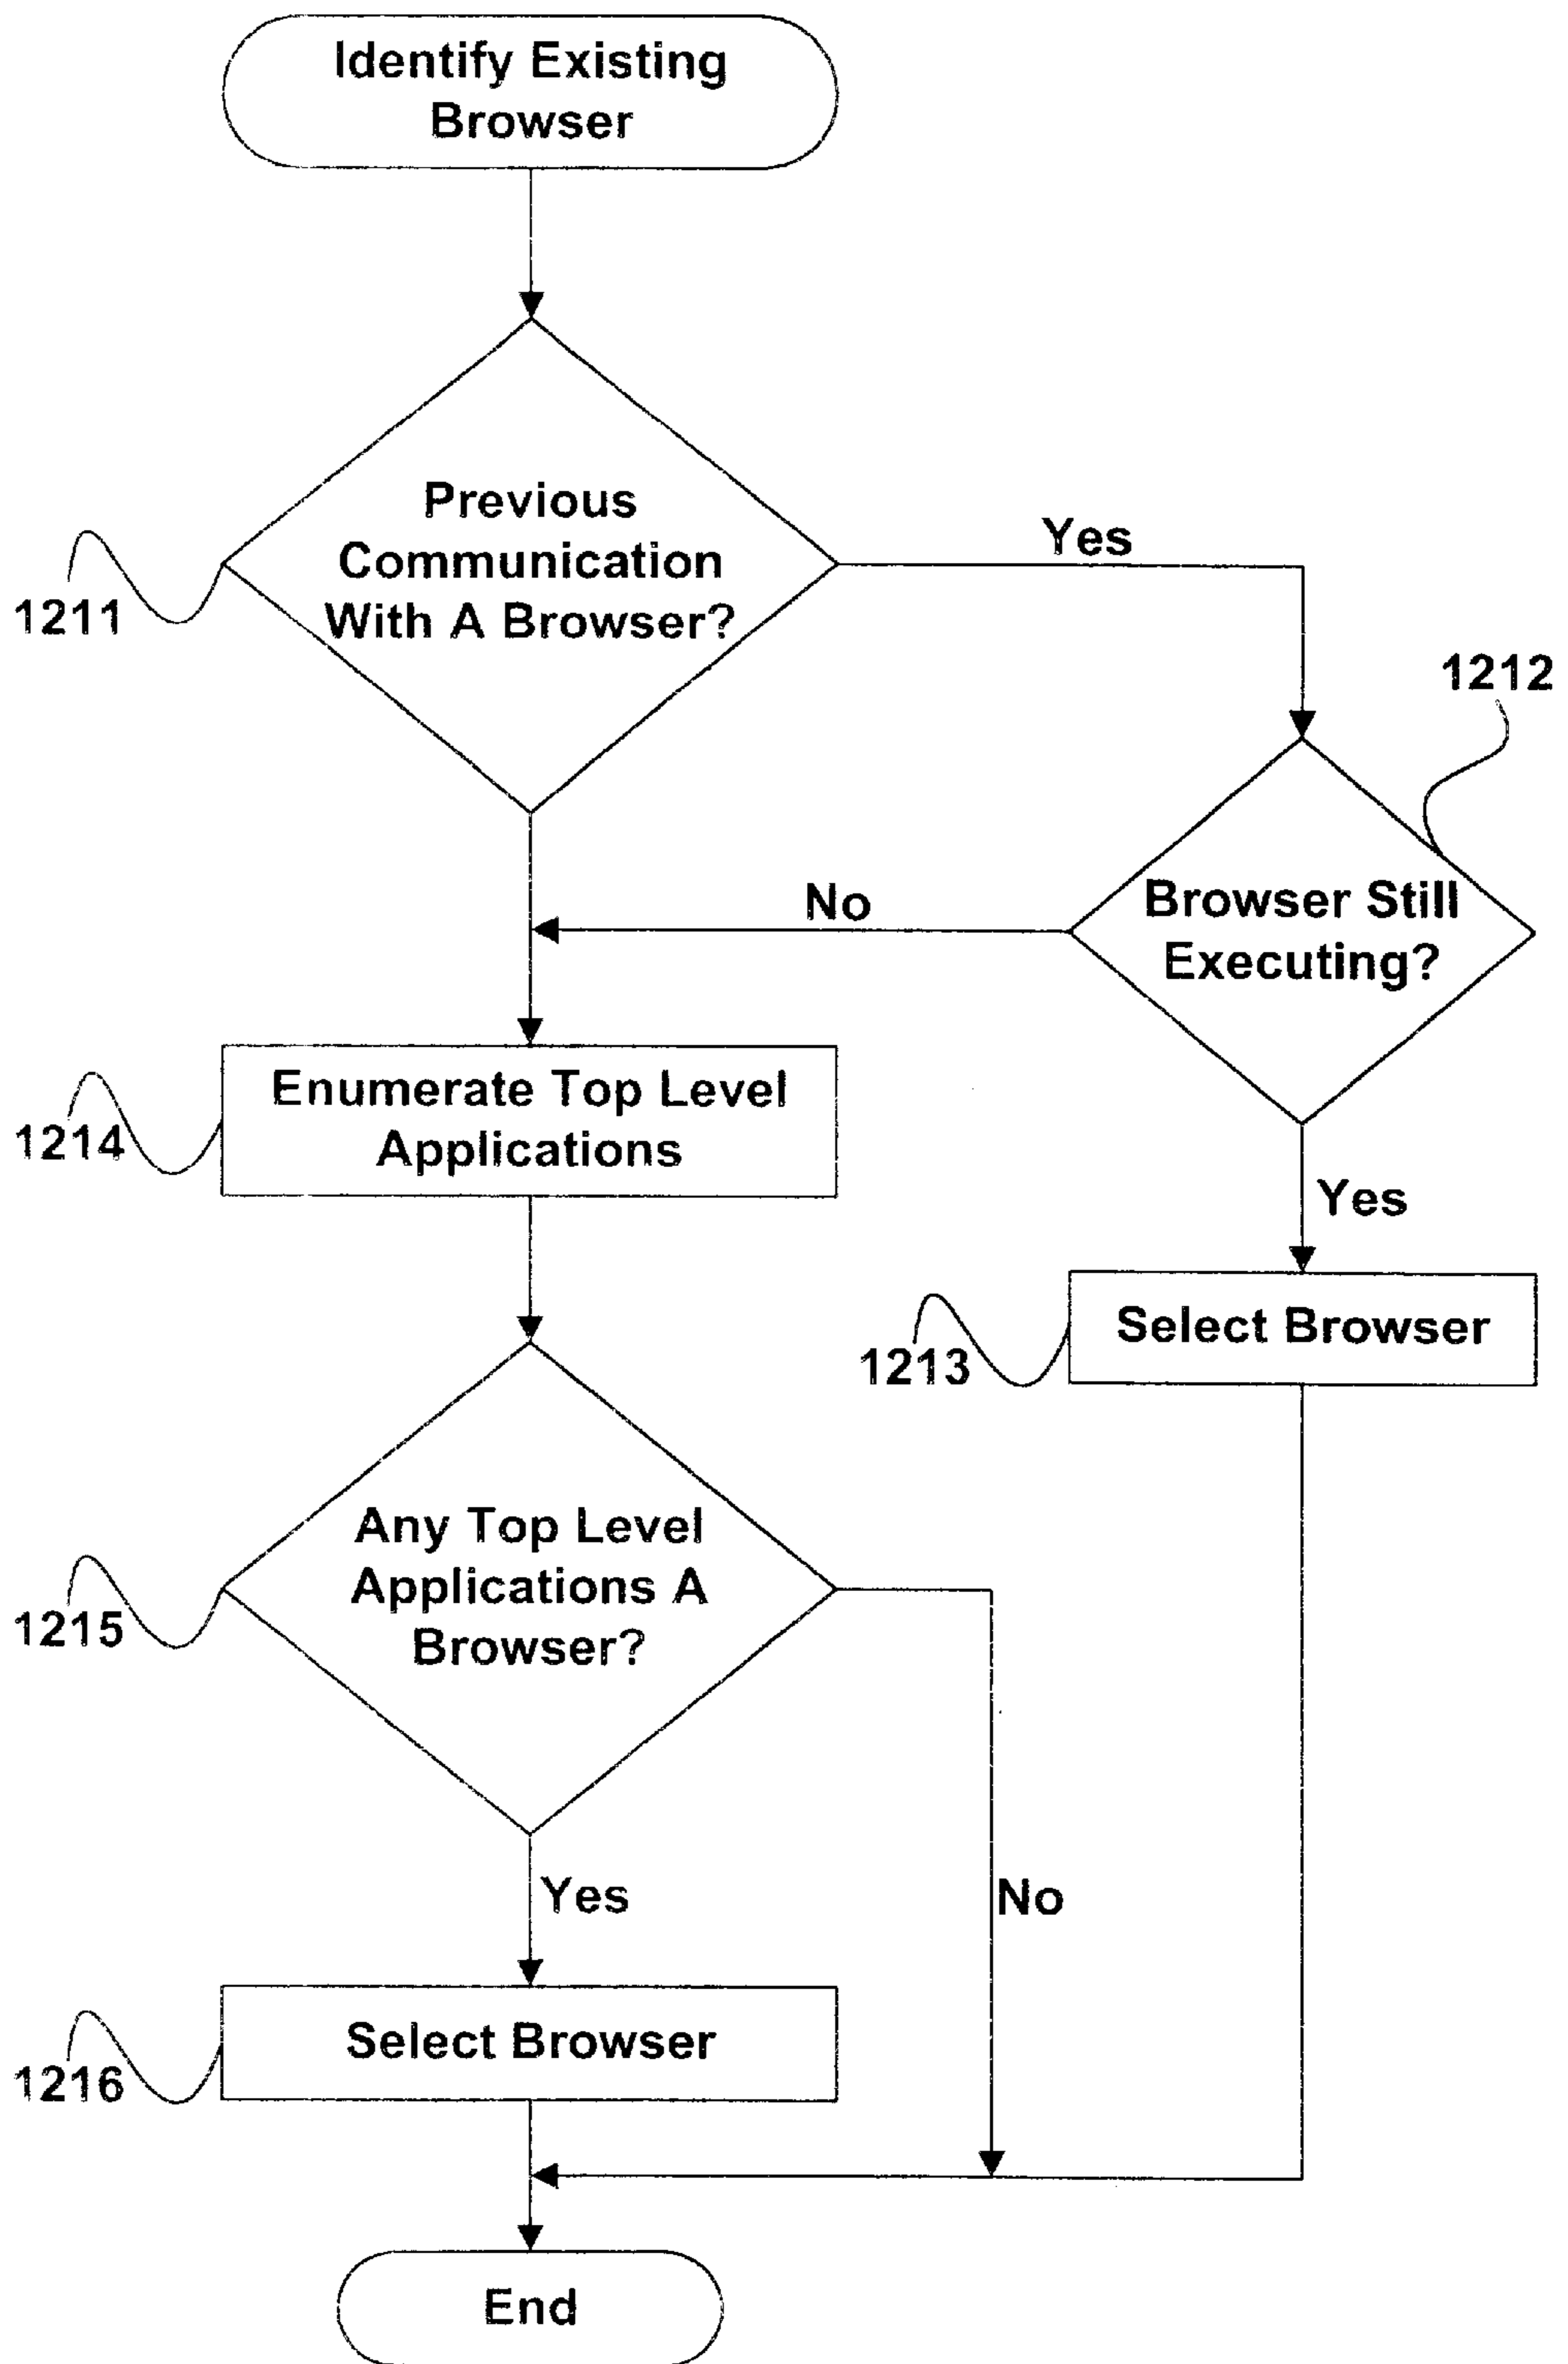 Identify Existing
Browser
Previous
Communication
With A Browser?
Yes
1211
1212
No
Browser Still
Executing?
Enumerate Top Level
Applications
1214
Yes
Select Browser
1213
Any Top Level
Applications A
Browser?
1215
Yes
No
Select Browser
1216
End